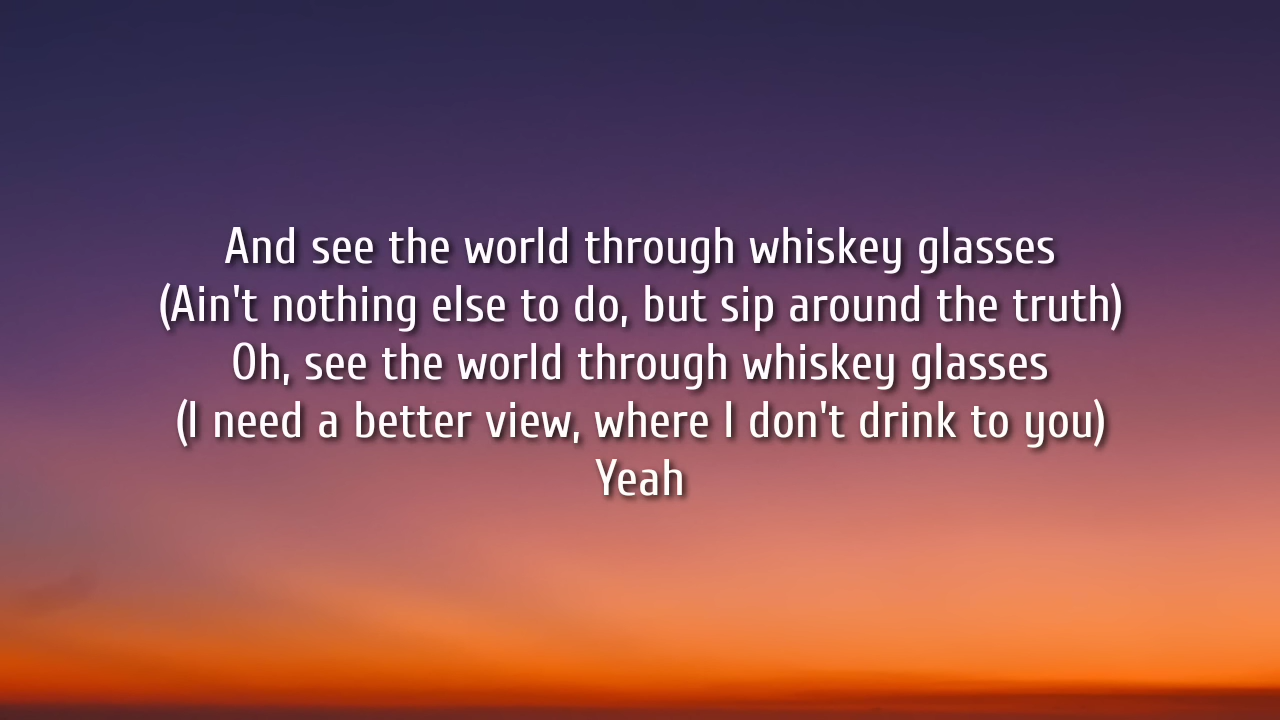 And see the world through whiskey glasses
(Ain't nothing else to do, but sip around the truth)
Oh, see the world through whiskey glasses
(I need a better view, where I don't drink to you)
Yeah